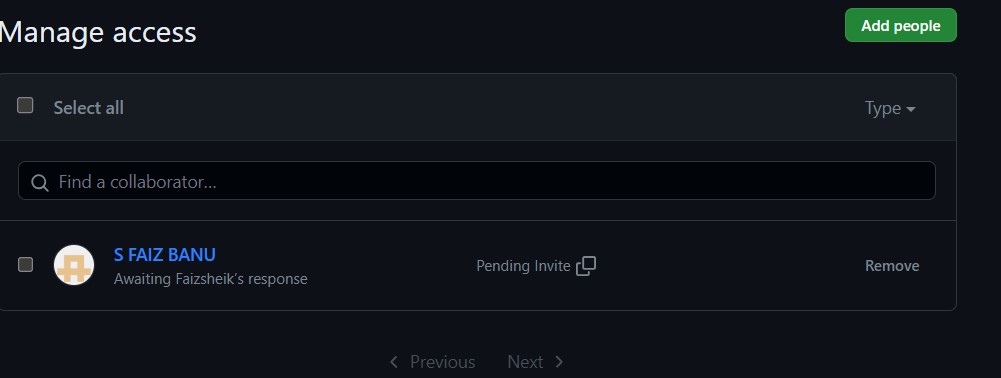 Manage access
Add people
Select all
Type
Find a collaborator...
S FAIZ BANU
Awaiting Faizsheik's response
Pending Invite
Remove
Previous Next